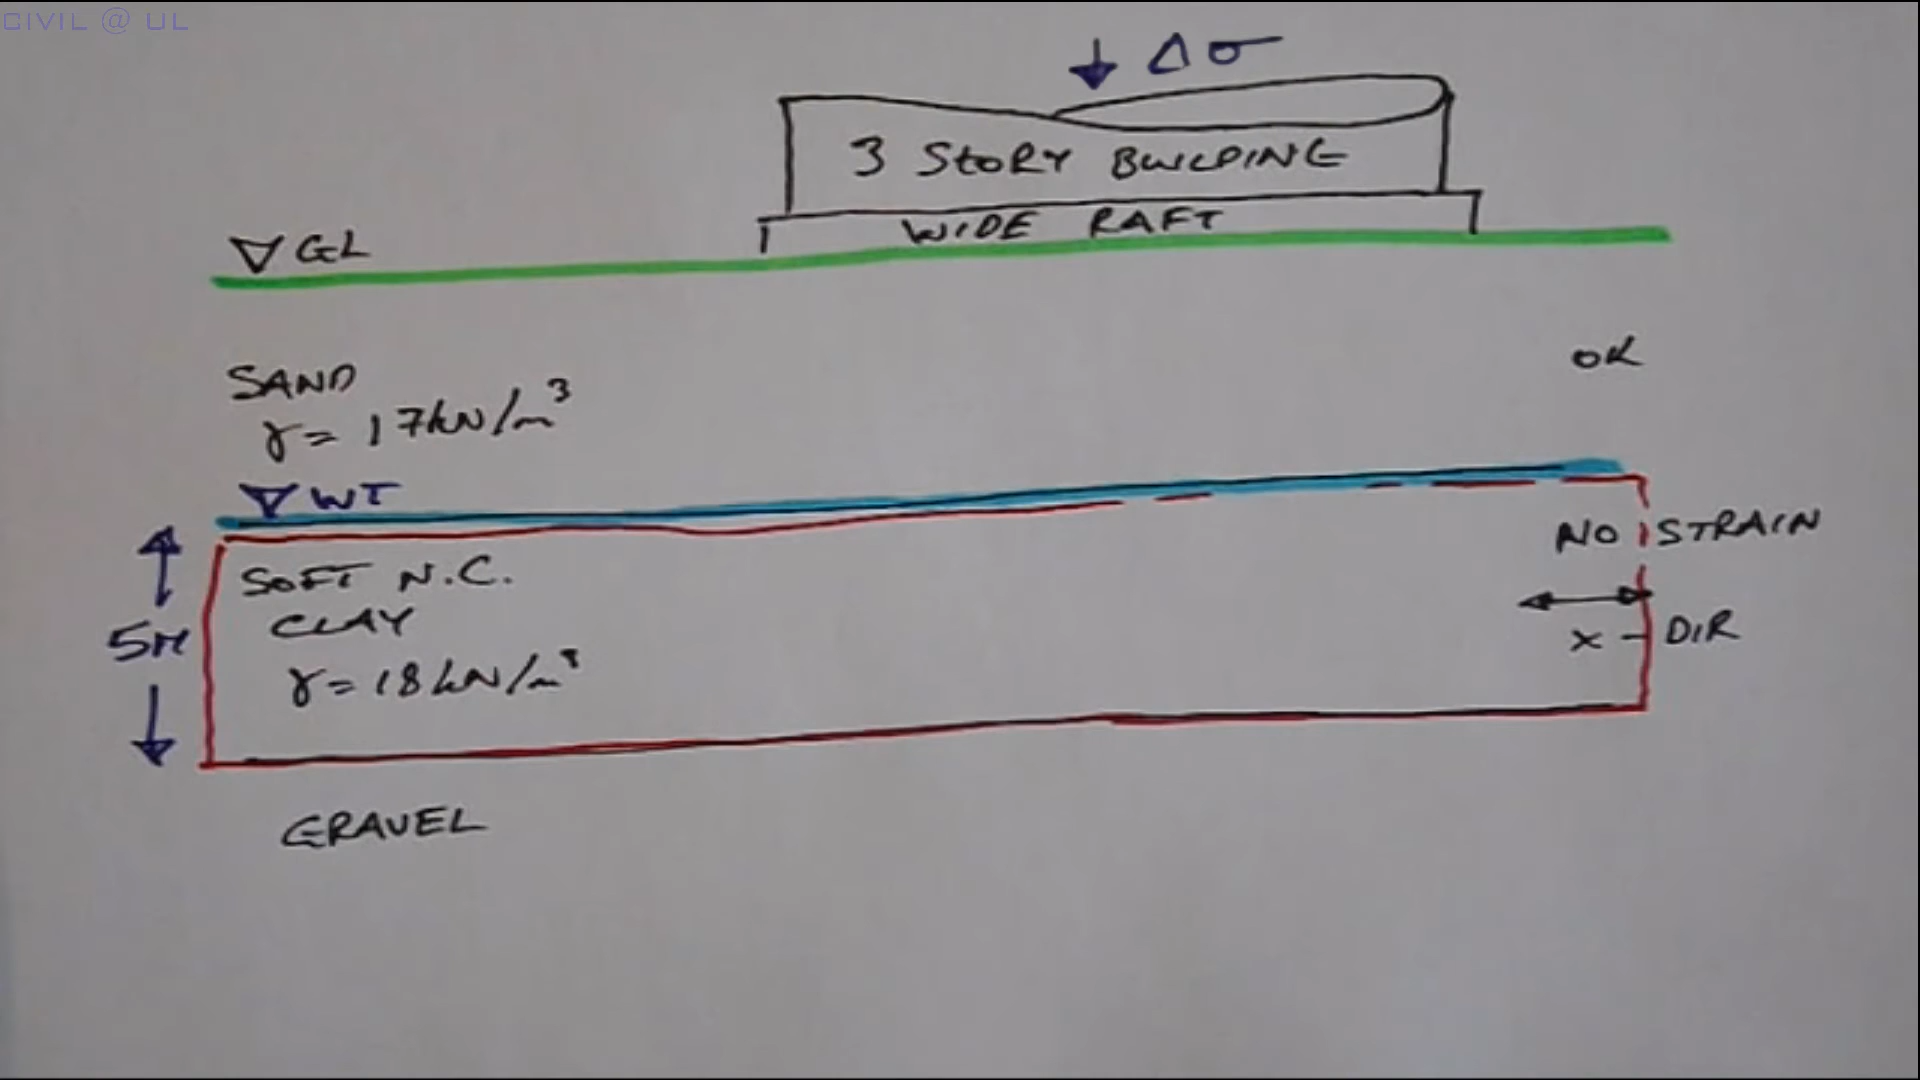 CIVIL @ UL
Δσ
3 STORY BUILDING
WIDE RAFT
GL
OK
SAND
γ = 17kN/m³
WT
NO STRAIN
SOFT N.C.
CLAY
5M
x - DIR
γ = 18kN/m³
GRAVEL